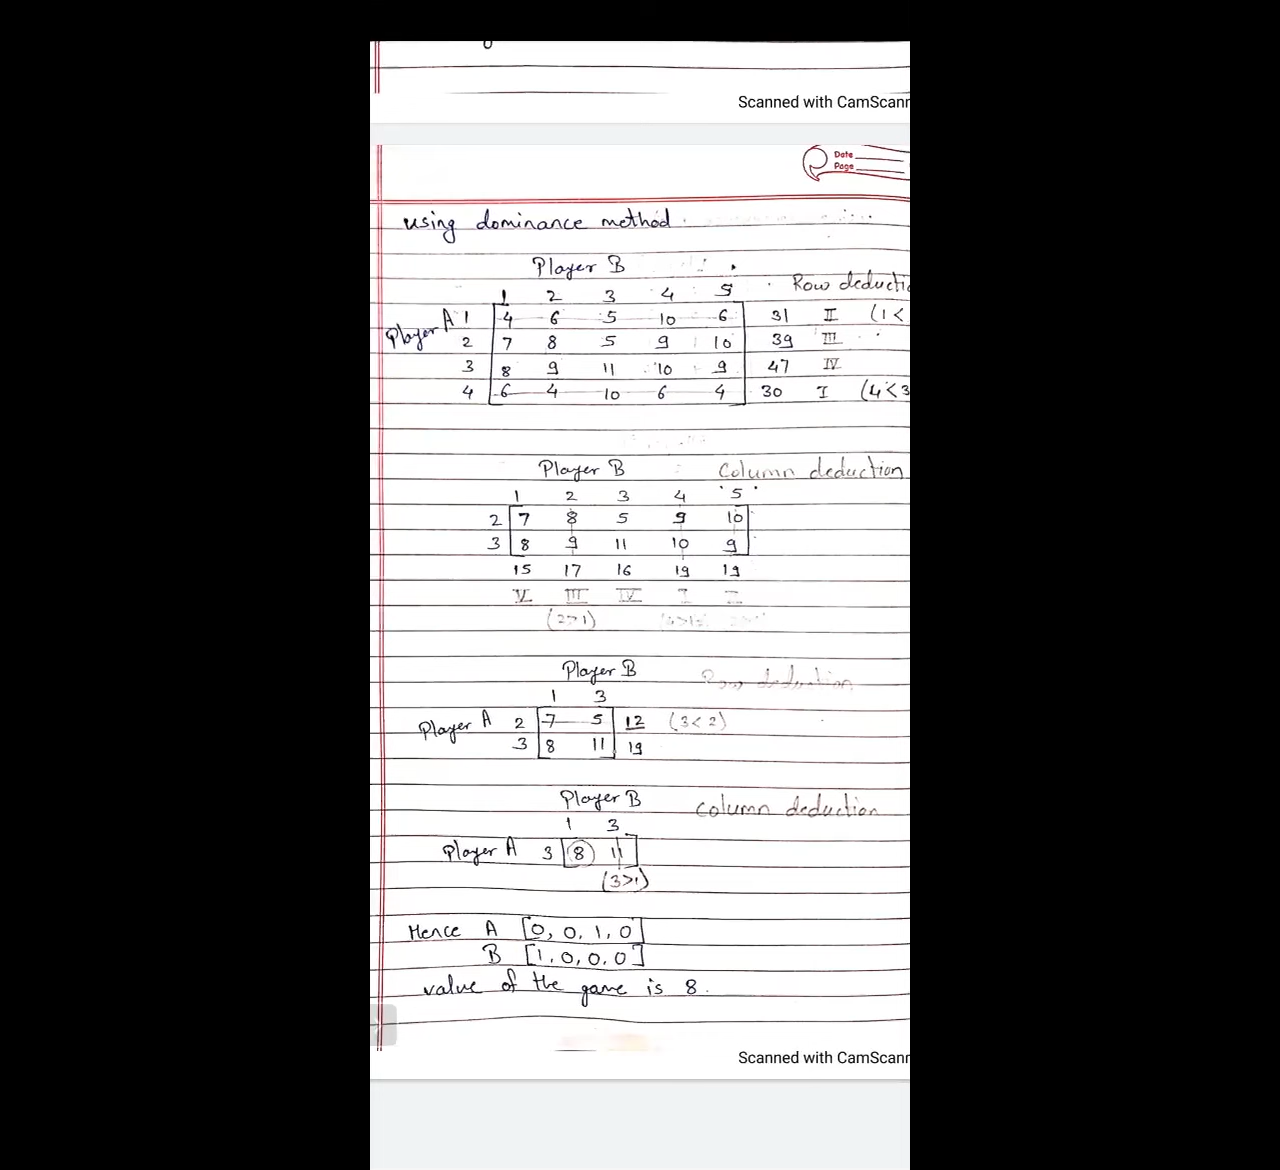 Scanned with CamScann
Date
Page
using dominance method
Player B
Row deducti
1 2 3 4 5
Player A 1 4 6 5 10 6 31 II (1<
2 7 8 5 9 10 39 III
3 8 9 11 10 9 47 IV
4 6 4 10 6 4 30 I (4<3
Player B Column deduction
1 2 3 4 5
2 7 8 5 9 10
3 8 9 11 10 9
15 17 16 19 19
V III IV I
(2>1)
Player B Row deduction
1 3
Player A 2 7 5 12 (3<2)
3 8 11 19
Player B Column deduction
1 3
Player A 3 8 11
(3>1)
Hence A [0, 0, 1, 0]
B [1, 0, 0, 0]
value of the game is 8.
Scanned with CamScann